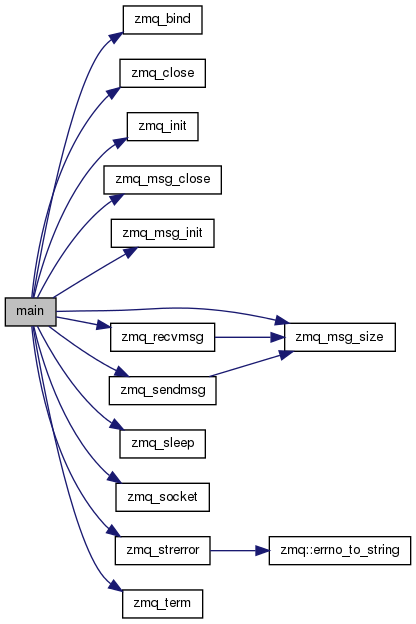 zmq_bind
zmq_close
zmq_init
zmq_msg_close
zmq_msg_init
main
zmq_recvmsg
zmq_msg_size
zmq_sendmsg
zmq_sleep
zmq_socket
zmq_strerror
zmq::errno_to_string
zmq_term